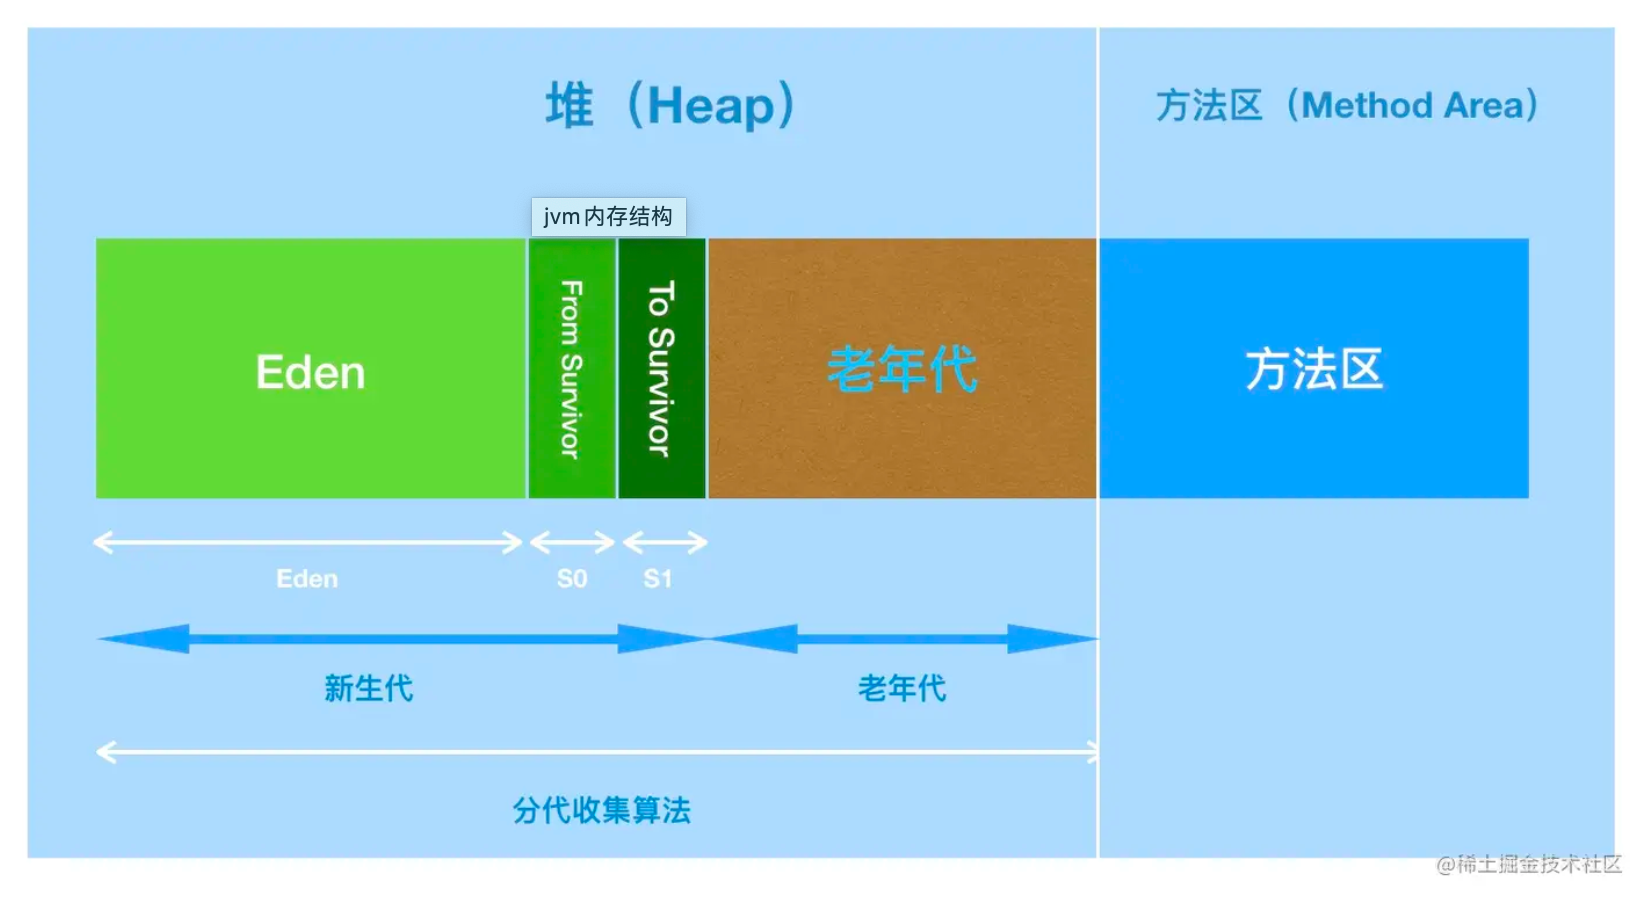 堆（Heap）
方法区（Method Area）
jvm内存结构
Eden
From Survivor
To Survivor
老年代
方法区
Eden
S0
S1
新生代
老年代
分代收集算法
@稀土掘金技术社区